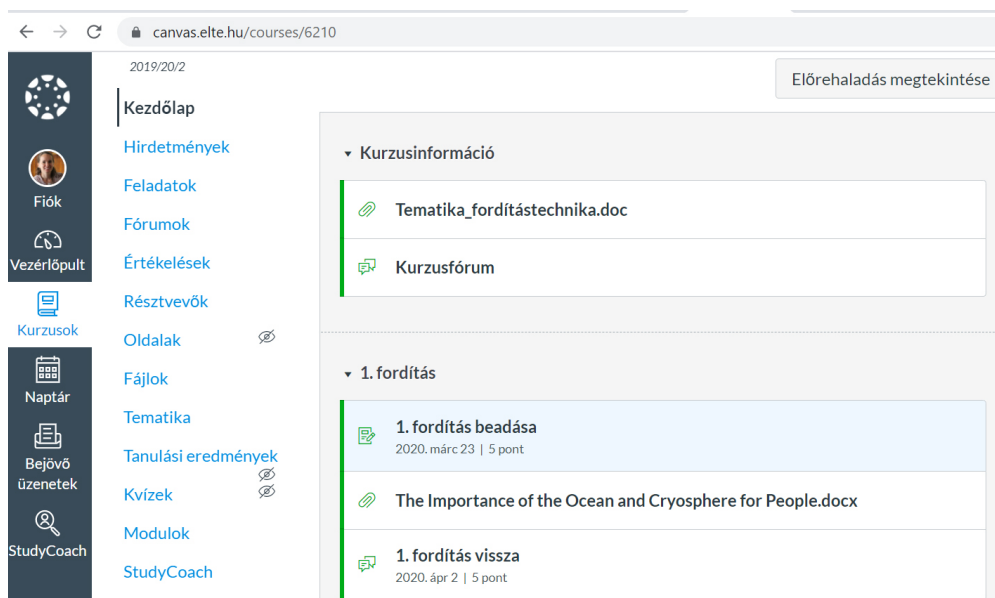 canvas.elte.hu/courses/6210
Fiók
Vezérlőpult
Kurzusok
Naptár
Bejövő
üzenetek
StudyCoach
2019/20/2
Kezdőlap
Hirdetmények
Feladatok
Fórumok
Értékelések
Résztvevők
Oldalak
Fájlok
Tematika
Tanulási eredmények
Kvízek
Modulok
StudyCoach
Előrehaladás megtekintése
Kurzusinformáció
Tematika_fordítástechnika.doc
Kurzusfórum
1. fordítás
1. fordítás beadása
2020. márc 23 | 5 pont
The Importance of the Ocean and Cryosphere for People.docx
1. fordítás vissza
2020. ápr 2 | 5 pont